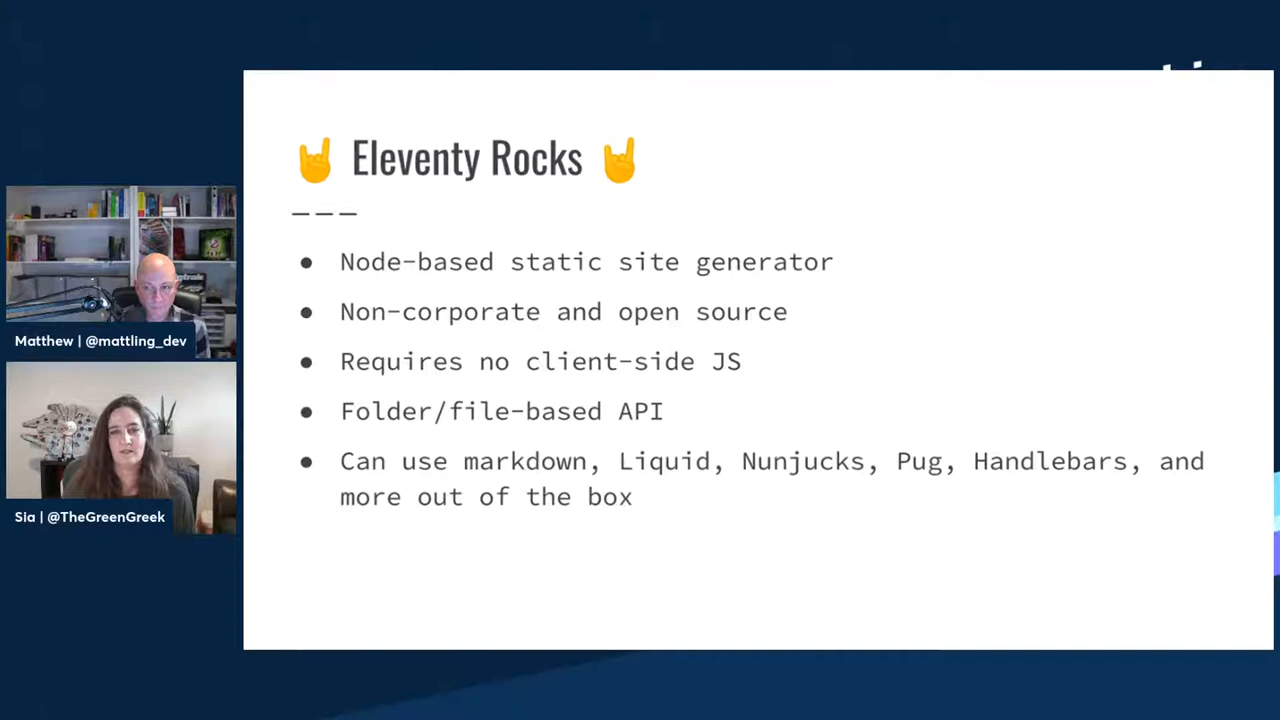 🤘 Eleventy Rocks 🤘
___
● Node-based static site generator
● Non-corporate and open source
● Requires no client-side JS
● Folder/file-based API
● Can use markdown, Liquid, Nunjucks, Pug, Handlebars, and
more out of the box
Matthew | @mattling_dev
Sia | @TheGreenGreek